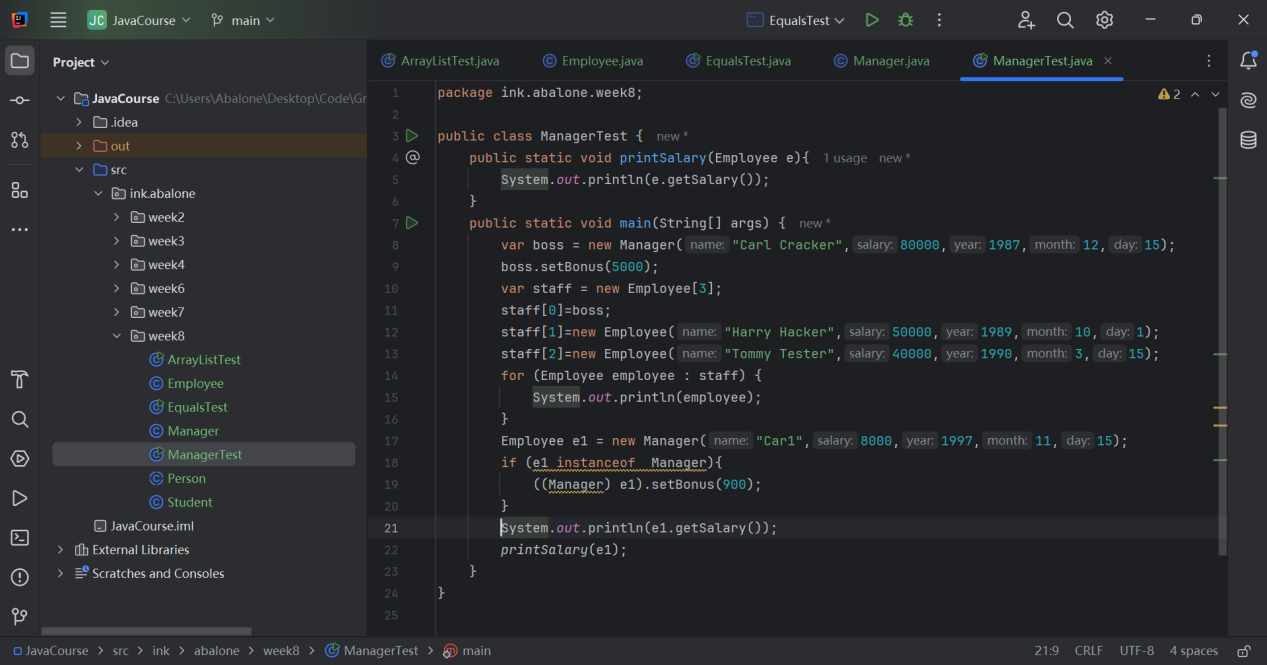 JC JavaCourse main EqualsTest
Project
ArrayListTest.java Employee.java EqualsTest.java Manager.java ManagerTest.java
JavaCourse C:\Users\Abalone\Desktop\Code\Gr
.idea
out
src
ink.abalone
week2
week3
week4
week6
week7
week8
ArrayListTest
Employee
EqualsTest
Manager
ManagerTest
Person
Student
JavaCourse.iml
External Libraries
Scratches and Consoles
2
1 package ink.abalone.week8;
2
3 public class ManagerTest { new *
4 @ public static void printSalary(Employee e){ 1 usage new *
5 System.out.println(e.getSalary());
6 }
7 public static void main(String[] args) { new *
8 var boss = new Manager( name: "Carl Cracker", salary: 80000, year: 1987, month: 12, day: 15);
9 boss.setBonus(5000);
10 var staff = new Employee[3];
11 staff[0]=boss;
12 staff[1]=new Employee( name: "Harry Hacker", salary: 50000, year: 1989, month: 10, day: 1);
13 staff[2]=new Employee( name: "Tommy Tester", salary: 40000, year: 1990, month: 3, day: 15);
14 for (Employee employee : staff) {
15 System.out.println(employee);
16 }
17 Employee e1 = new Manager( name: "Car1", salary: 8000, year: 1997, month: 11, day: 15);
18 if (e1 instanceof  Manager){
19 ((Manager) e1).setBonus(900);
20 }
21 System.out.println(e1.getSalary());
22 printSalary(e1);
23 }
24 }
25
JavaCourse > src > ink > abalone > week8 > ManagerTest > main 21:9 CRLF UTF-8 4 spaces